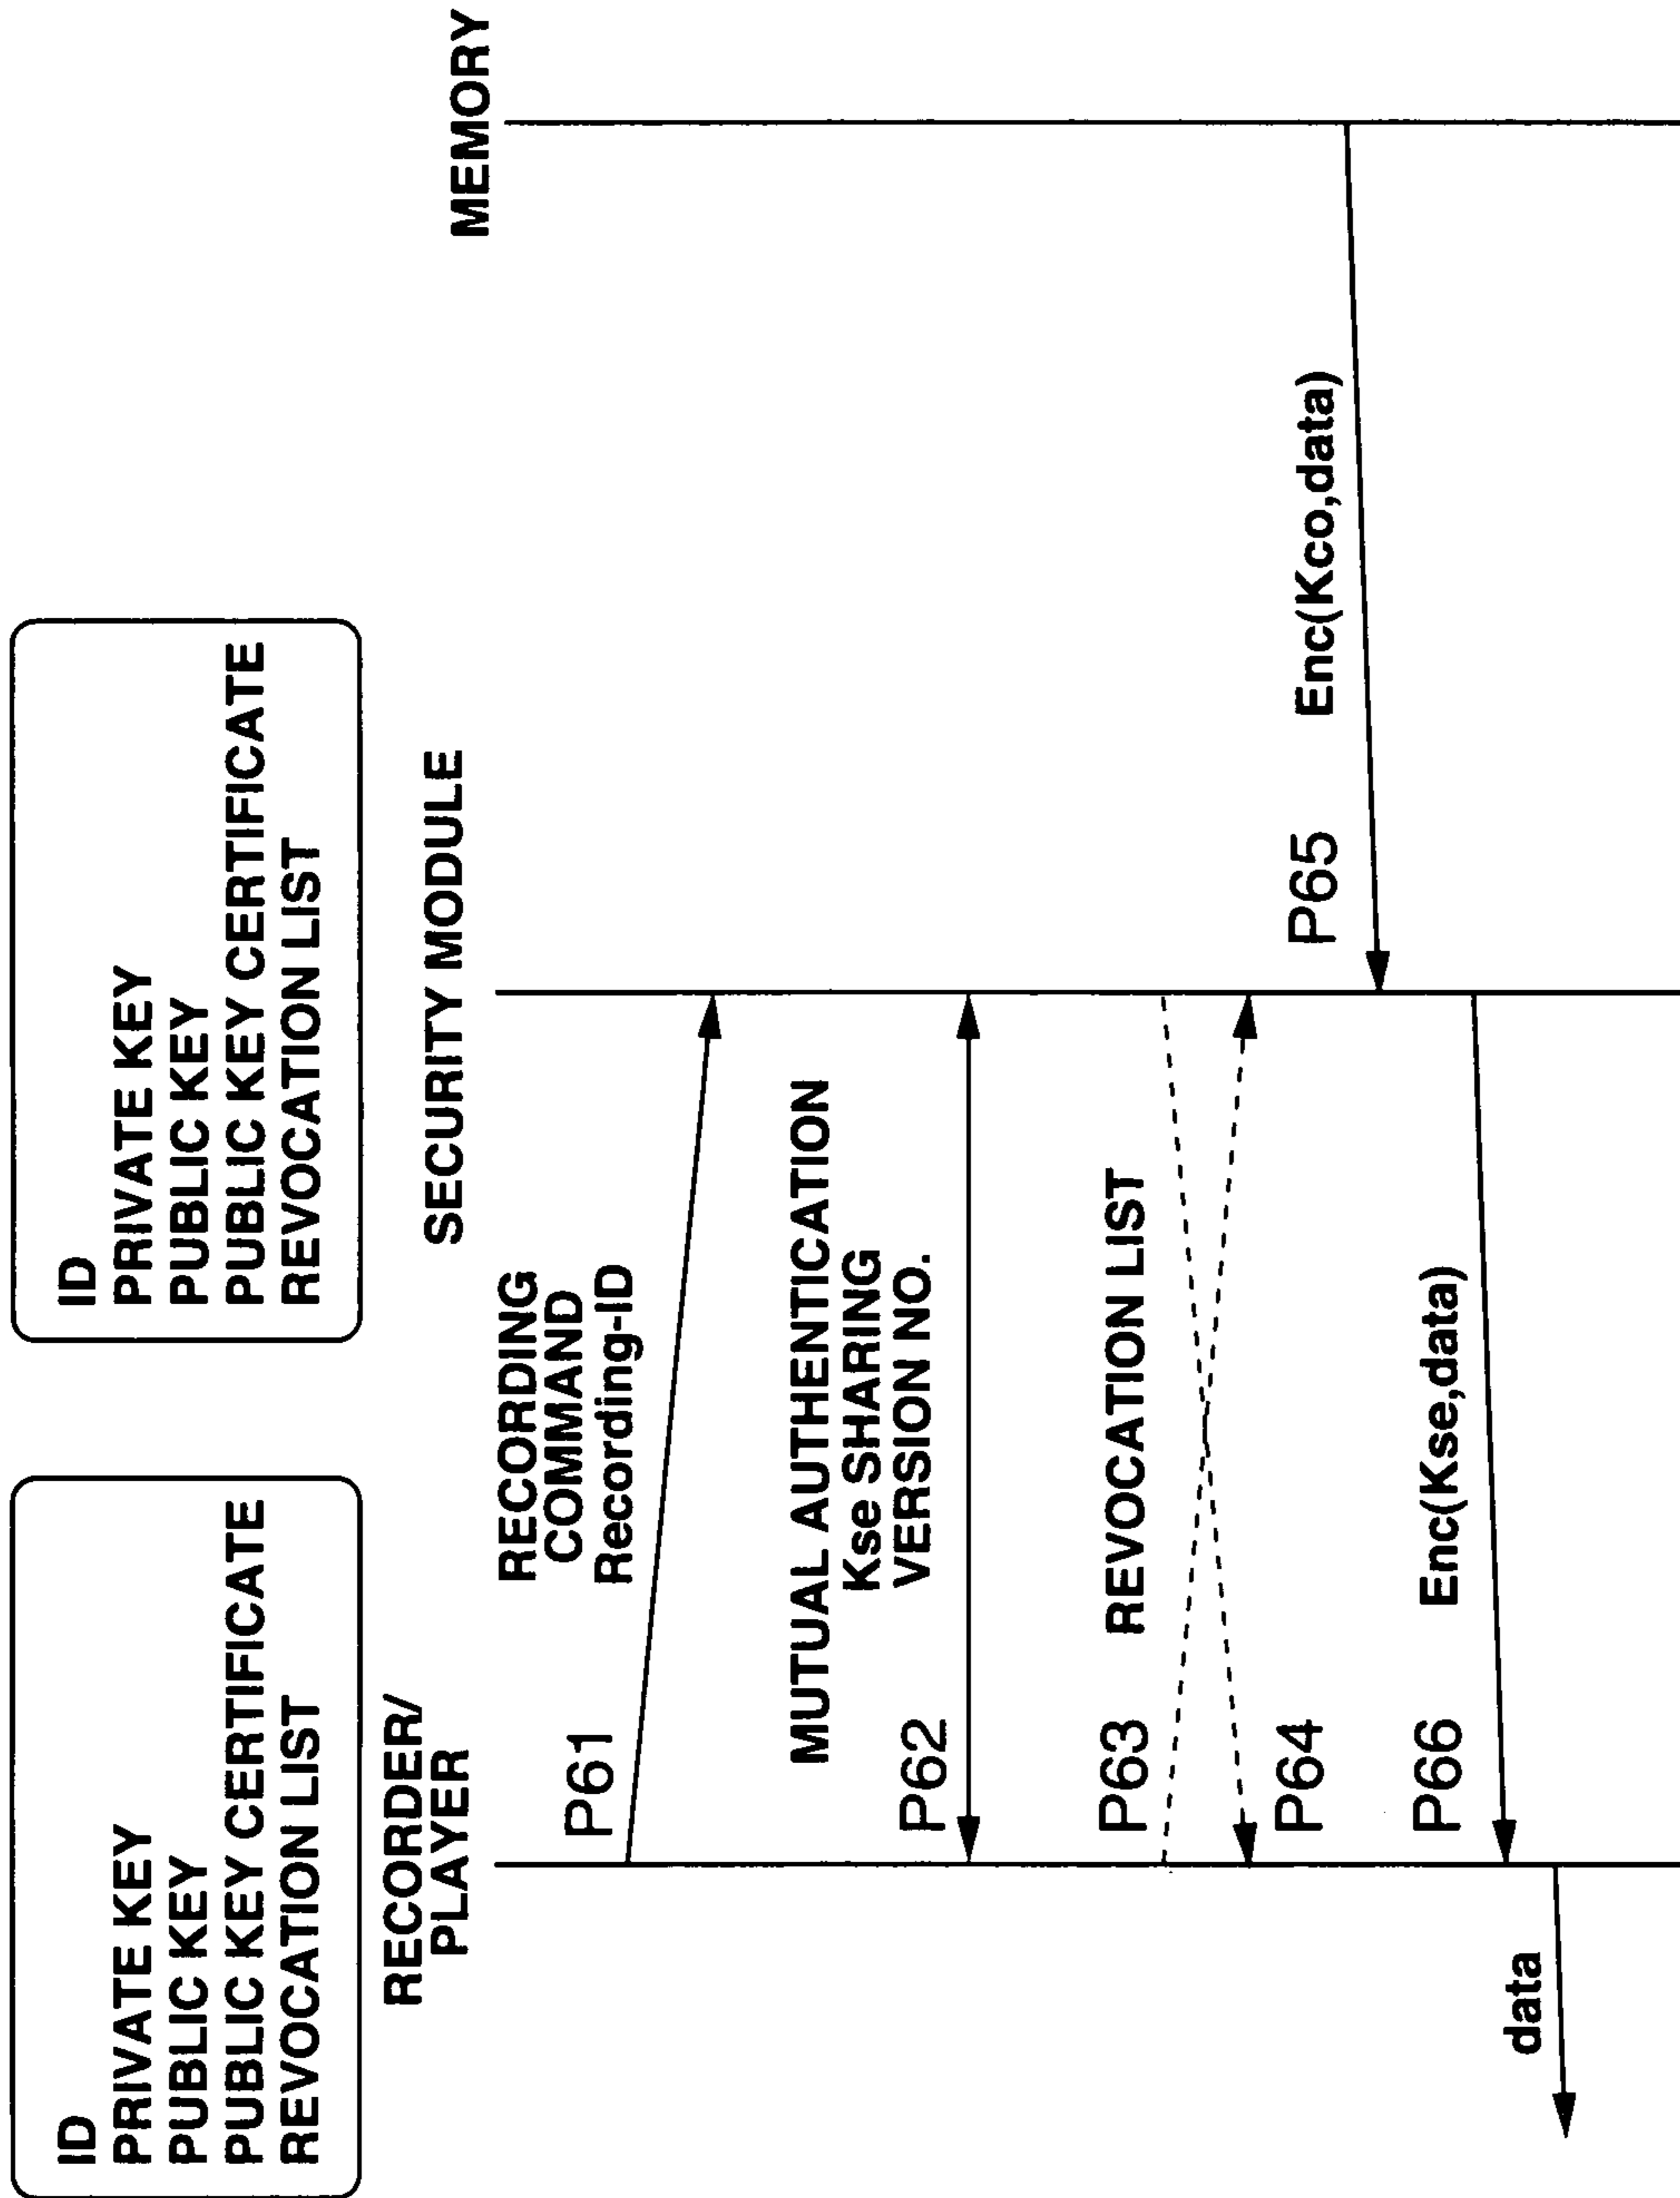 ID
PRIVATE KEY
PUBLIC KEY
PUBLIC KEY CERTIFICATE
REVOCATION LIST
ID
PRIVATE KEY
PUBLIC KEY
PUBLIC KEY CERTIFICATE
REVOCATION LIST
RECORDER/
PLAYER
SECURITY MODULE
MEMORY
RECORDING
COMMAND
Recording-ID
P61
MUTUAL AUTHENTICATION
Kse SHARING
VERSION NO.
P62
P63
REVOCATION LIST
P64
P65
Enc(Kco,data)
P66
Enc(Kse,data)
data